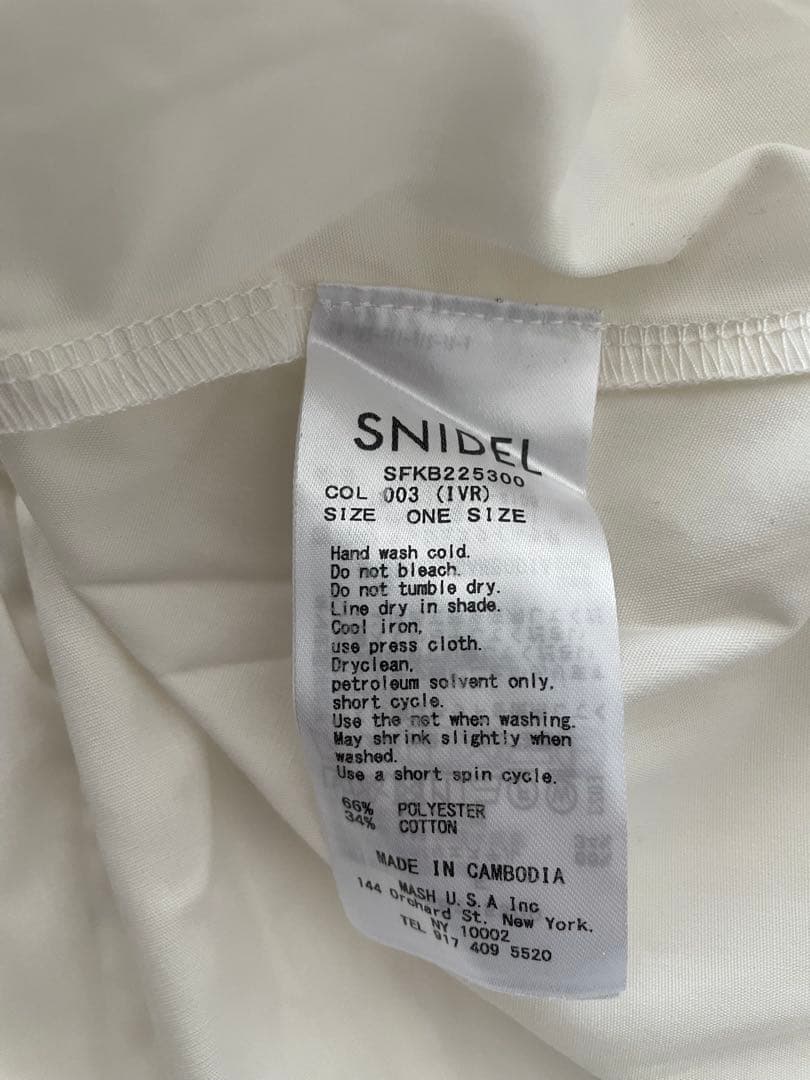 SNIDEL
SFKB225300
COL 003 (IVR)
SIZE ONE SIZE
Hand wash cold.
Do not bleach.
Do not tumble dry.
Line dry in shade.
Cool iron,
use press cloth.
Dryclean,
petroleum solvent only,
short cycle.
Use the net when washing.
May shrink slightly when
washed.
Use a short spin cycle.
66% POLYESTER
34% COTTON
MADE IN CAMBODIA
MASH U.S.A Inc
144 Orchard St. New York.
NY 10002
TEL 917 409 5520